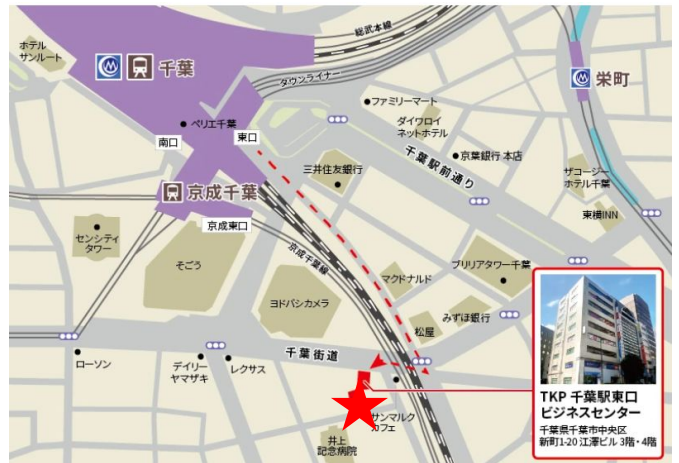 総武本線
ホテル
サンルート
千葉
タウンライナー
栄町
ファミリーマート
ペリエ千葉
ダイワロイ
ネットホテル
南口
東口
京葉銀行 本店
三井住友銀行
千葉駅前通り
ザコージー
ホテル千葉
京成千葉
東横INN
京成東口
センシティ
タワー
京成千葉線
そごう
マクドナルド
ブリリアタワー千葉
ヨドバシカメラ
みずほ銀行
松屋
千葉街道
ローソン
デイリー
ヤマザキ
レクサス
サンマルク
カフェ
井上
記念病院
TKP 千葉駅東口
ビジネスセンター
千葉県千葉市中央区
新町1-20 江澤ビル 3階・4階